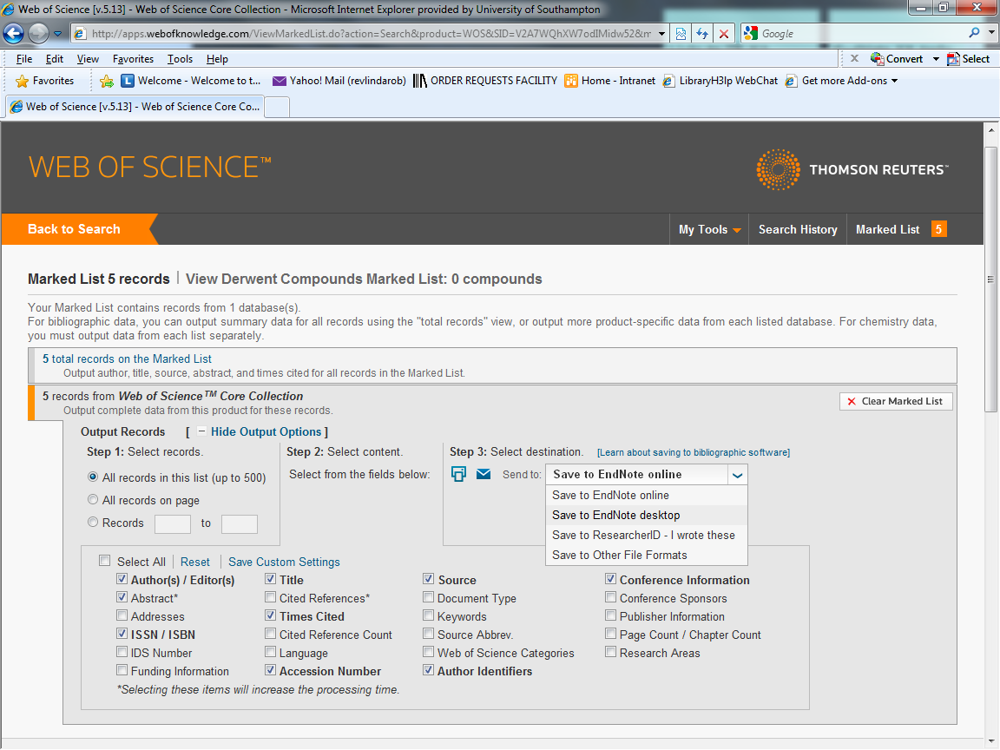 Web of Science [v.5.13] - Web of Science Core Collection - Microsoft Internet Explorer provided by University of Southampton
http://apps.webofknowledge.com/ViewMarkedList.do?action=Search&product=WOS&SID=V2A7WQhXW7odIMidw52&m
Google
File Edit View Favorites Tools Help
Convert Select
Favorites Welcome - Welcome to t... Yahoo! Mail (revlindarob) ORDER REQUESTS FACILITY Home - Intranet LibraryH3lp WebChat Get more Add-ons
Web of Science [v.5.13] - Web of Science Core Co...
WEB OF SCIENCE™
THOMSON REUTERS™
Back to Search
My Tools Search History Marked List 5
Marked List 5 records | View Derwent Compounds Marked List: 0 compounds
Your Marked List contains records from 1 database(s).
For bibliographic data, you can output summary data for all records using the "total records" view, or output more product-specific data from each listed database. For chemistry data,
you must output data from each list separately.
5 total records on the Marked List
Output author, title, source, abstract, and times cited for all records in the Marked List.
5 records from Web of Science™ Core Collection
Output complete data from this product for these records.
Clear Marked List
Output Records [ − Hide Output Options ]
Step 1: Select records. Step 2: Select content. Step 3: Select destination. [Learn about saving to bibliographic software]
All records in this list (up to 500) Select from the fields below: Send to: Save to EndNote online
Save to EndNote online
All records on page
Save to EndNote desktop
Records to
Save to ResearcherID - I wrote these
Save to Other File Formats
Select All | Reset | Save Custom Settings
Author(s) / Editor(s) Title Source Conference Information
Abstract* Cited References* Document Type Conference Sponsors
Addresses Times Cited Keywords Publisher Information
ISSN / ISBN Cited Reference Count Source Abbrev. Page Count / Chapter Count
IDS Number Language Web of Science Categories Research Areas
Funding Information Accession Number Author Identifiers
*Selecting these items will increase the processing time.